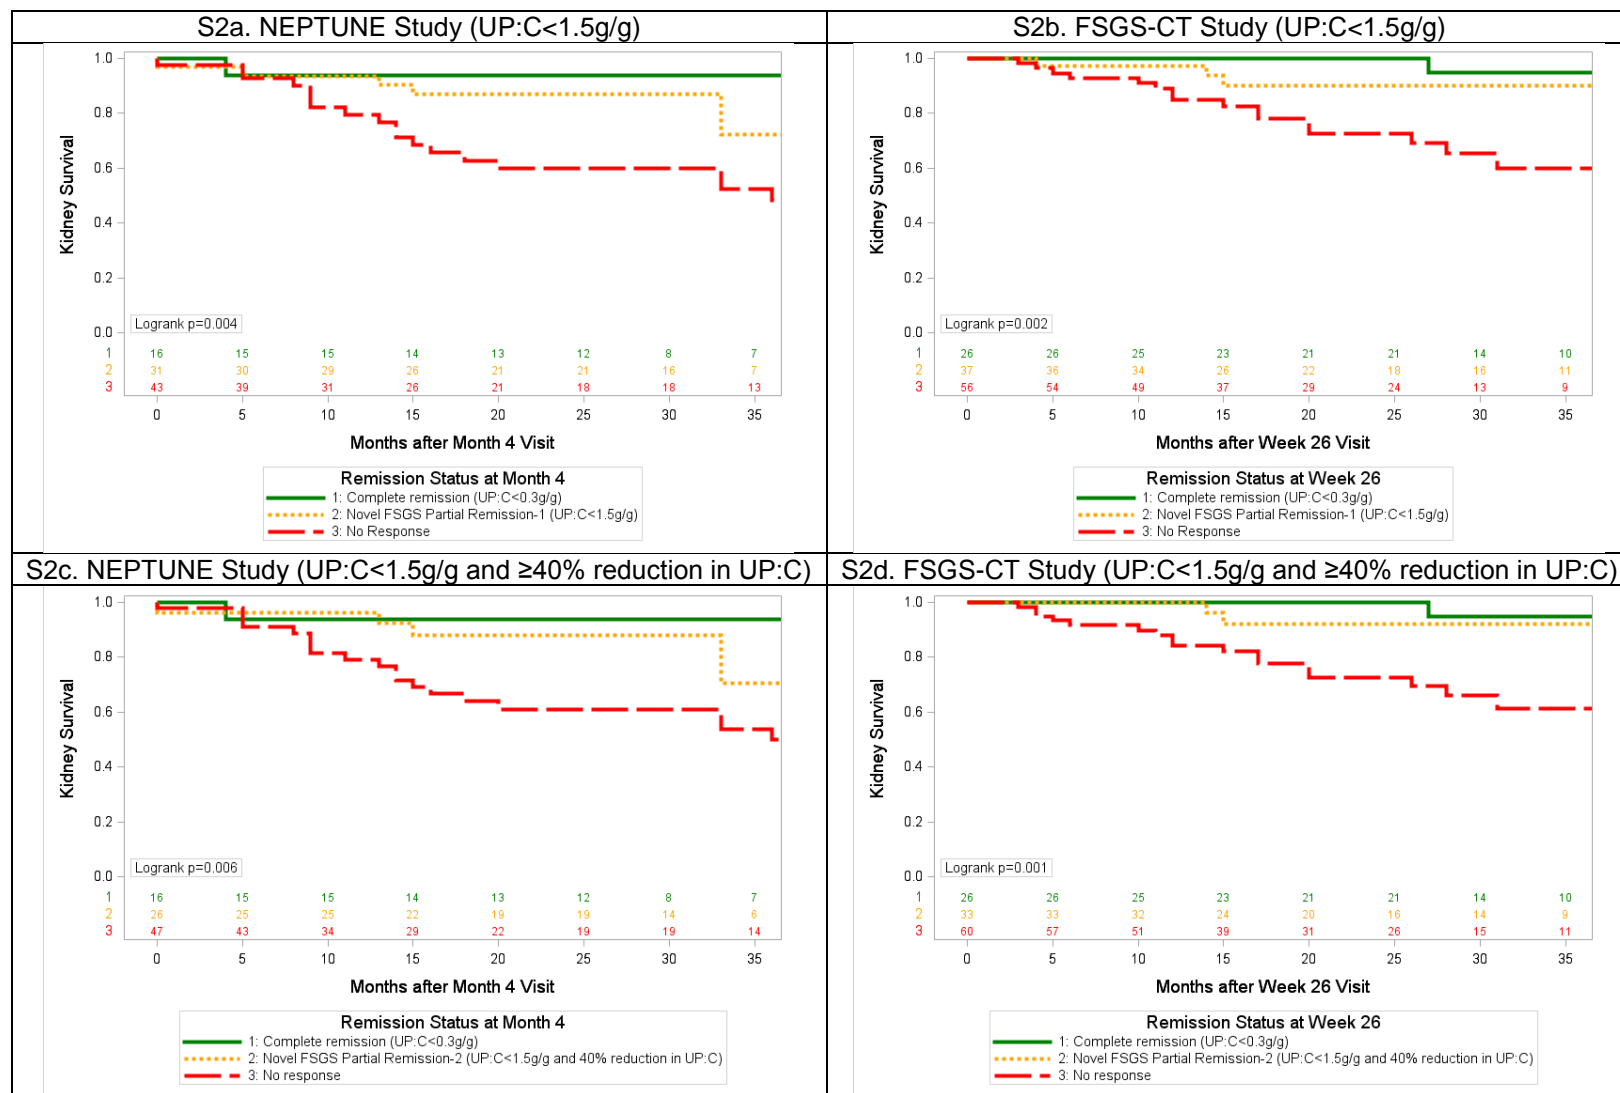 S2a. NEPTUNE Study (UP:C<1.5g/g)
1.0
0.8
0.6
0.4
0.2
0.0
Kidney Survival
Logrank p=0.004
1 16 15 15 14 13 12 8 7
2 31 30 29 26 21 21 16 7
3 43 39 31 26 21 18 18 13
0 5 10 15 20 25 30 35
Months after Month 4 Visit
Remission Status at Month 4
1: Complete remission (UP:C<0.3g/g)
2: Novel FSGS Partial Remission-1 (UP:C<1.5g/g)
3: No Response
S2b. FSGS-CT Study (UP:C<1.5g/g)
1.0
0.8
0.6
0.4
0.2
0.0
Kidney Survival
Logrank p=0.002
1 26 26 25 23 21 21 14 10
2 37 36 34 26 22 18 16 11
3 56 54 49 37 29 24 13 9
0 5 10 15 20 25 30 35
Months after Week 26 Visit
Remission Status at Week 26
1: Complete remission (UP:C<0.3g/g)
2: Novel FSGS Partial Remission-1 (UP:C<1.5g/g)
3: No Response
S2c. NEPTUNE Study (UP:C<1.5g/g and ≥40% reduction in UP:C)
1.0
0.8
0.6
0.4
0.2
0.0
Kidney Survival
Logrank p=0.006
1 16 15 15 14 13 12 8 7
2 26 25 25 22 19 19 14 6
3 47 43 34 29 22 19 19 14
0 5 10 15 20 25 30 35
Months after Month 4 Visit
Remission Status at Month 4
1: Complete remission (UP:C<0.3g/g)
2: Novel FSGS Partial Remission-2 (UP:C<1.5g/g and 40% reduction in UP:C)
3: No response
S2d. FSGS-CT Study (UP:C<1.5g/g and ≥40% reduction in UP:C)
1.0
0.8
0.6
0.4
0.2
0.0
Kidney Survival
Logrank p=0.001
1 26 26 25 23 21 21 14 10
2 33 33 32 24 20 16 14 9
3 60 57 51 39 31 26 15 11
0 5 10 15 20 25 30 35
Months after Week 26 Visit
Remission Status at Week 26
1: Complete remission (UP:C<0.3g/g)
2: Novel FSGS Partial Remission-2 (UP:C<1.5g/g and 40% reduction in UP:C)
3: No response